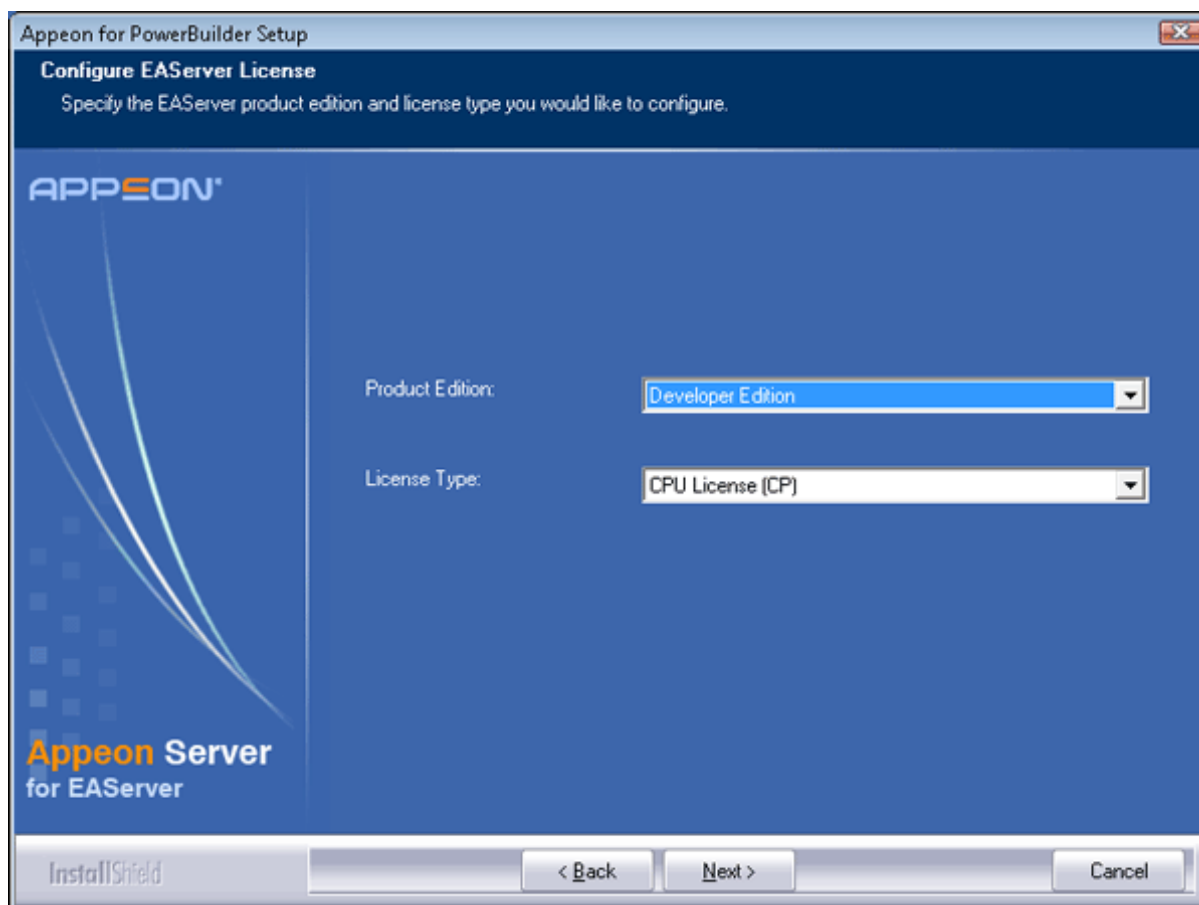 Appeon for PowerBuilder Setup
Configure EAServer License
Specify the EAServer product edition and license type you would like to configure.
APPEON
Product Edition:
Developer Edition
License Type:
CPU License (CP)
Appeon Server
for EAServer
InstallShield
< Back
Next >
Cancel